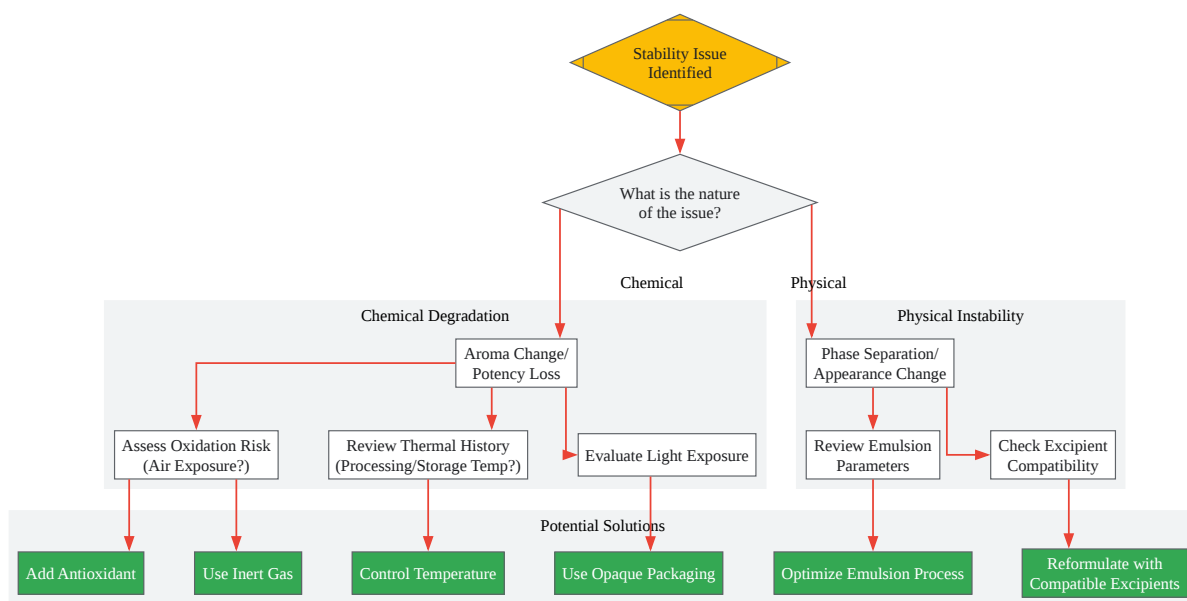 Stability Issue
Identified
What is the nature
of the issue?
Chemical
Physical
Chemical Degradation
Physical Instability
Aroma Change/
Potency Loss
Phase Separation/
Appearance Change
Assess Oxidation Risk
(Air Exposure?)
Review Thermal History
(Processing/Storage Temp?)
Evaluate Light Exposure
Review Emulsion
Parameters
Check Excipient
Compatibility
Potential Solutions
Add Antioxidant
Use Inert Gas
Control Temperature
Use Opaque Packaging
Optimize Emulsion Process
Reformulate with
Compatible Excipients